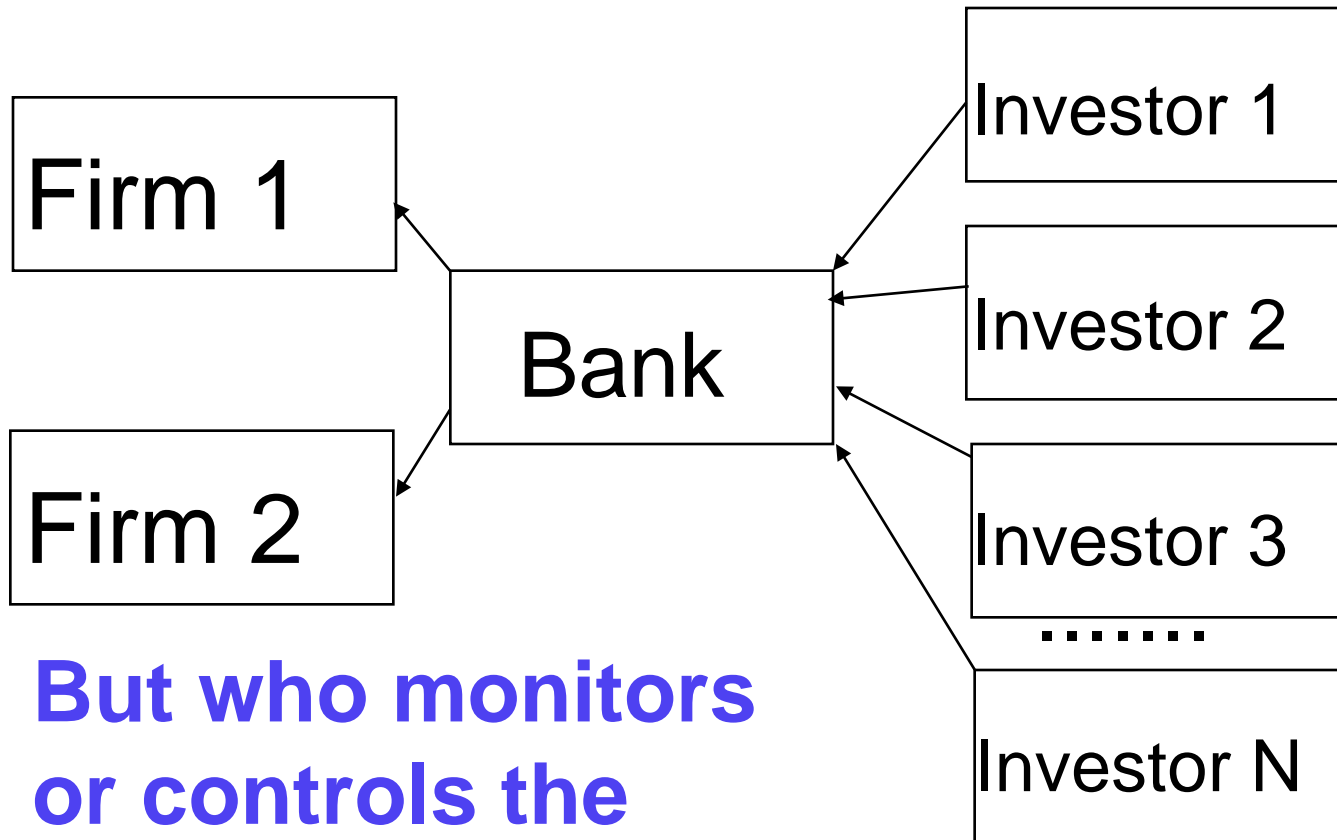 Firm 1
Firm 2
Bank
Investor 1
Investor 2
Investor 3
.......
Investor N
But who monitors
or controls the